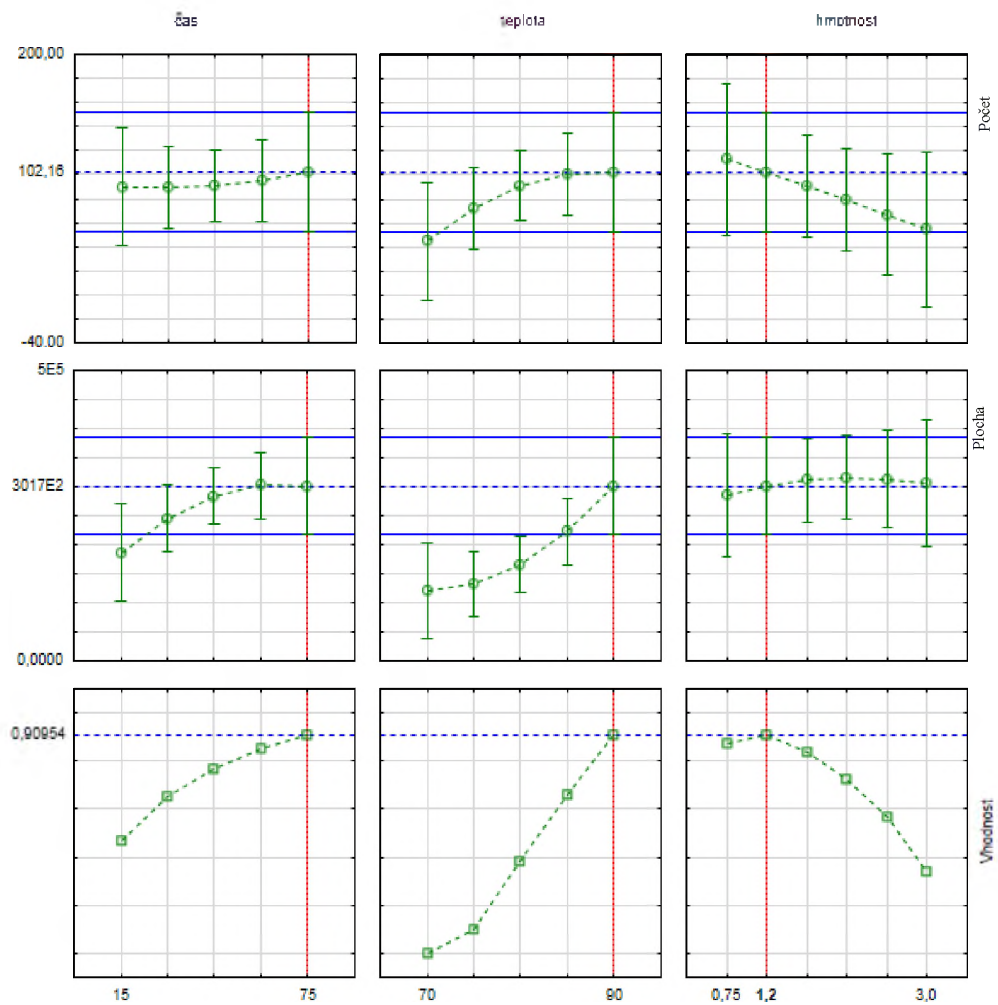 čas teplota hmotnost
200,00
102,18
-40.00
Počet
5E5
3017E2
0,0000
Plocha
0,90954
Vhodnost
15 75 70 90 0,75 1,2 3,0